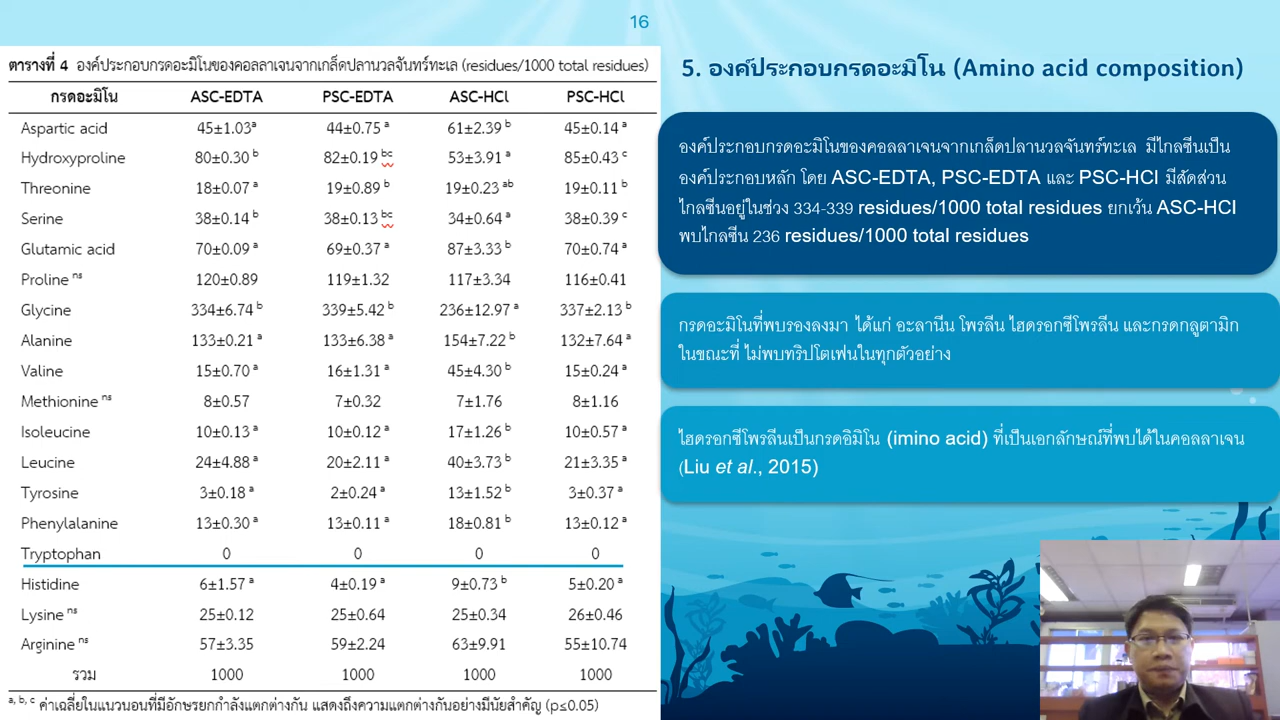 16
ตารางที่ 4 องค์ประกอบกรดอะมิโนของคอลลาเจนจากเกล็ดปลานวลจันทร์ทะเล (residues/1000 total residues)
กรดอะมิโน ASC-EDTA PSC-EDTA ASC-HCl PSC-HCl
Aspartic acid 45±1.03ᵃ 44±0.75 ᵃ 61±2.39 ᵇ 45±0.14 ᵃ
Hydroxyproline 80±0.30 ᵇ 82±0.19 ᵇᶜ 53±3.91 ᵃ 85±0.43 ᶜ
Threonine 18±0.07 ᵃ 19±0.89 ᵇ 19±0.23 ᵃᵇ 19±0.11 ᵇ
Serine 38±0.14 ᵇ 38±0.13 ᵇᶜ 34±0.64 ᵃ 38±0.39 ᶜ
Glutamic acid 70±0.09 ᵃ 69±0.37 ᵃ 87±3.33 ᵇ 70±0.74 ᵃ
Proline ⁿˢ 120±0.89 119±1.32 117±3.34 116±0.41
Glycine 334±6.74 ᵇ 339±5.42 ᵇ 236±12.97 ᵃ 337±2.13 ᵇ
Alanine 133±0.21 ᵃ 133±6.38 ᵃ 154±7.22 ᵇ 132±7.64 ᵃ
Valine 15±0.70 ᵃ 16±1.31 ᵃ 45±4.30 ᵇ 15±0.24 ᵃ
Methionine ⁿˢ 8±0.57 7±0.32 7±1.76 8±1.16
Isoleucine 10±0.13 ᵃ 10±0.12 ᵃ 17±1.26 ᵇ 10±0.57 ᵃ
Leucine 24±4.88 ᵃ 20±2.11 ᵃ 40±3.73 ᵇ 21±3.35 ᵃ
Tyrosine 3±0.18 ᵃ 2±0.24 ᵃ 13±1.52 ᵇ 3±0.37 ᵃ
Phenylalanine 13±0.30 ᵃ 13±0.11 ᵃ 18±0.81 ᵇ 13±0.12 ᵃ
Tryptophan 0 0 0 0
Histidine 6±1.57 ᵃ 4±0.19 ᵃ 9±0.73 ᵇ 5±0.20 ᵃ
Lysine ⁿˢ 25±0.12 25±0.64 25±0.34 26±0.46
Arginine ⁿˢ 57±3.35 59±2.24 63±9.91 55±10.74
รวม 1000 1000 1000 1000
ᵃ, ᵇ, ᶜ ค่าเฉลี่ยในแนวนอนที่มีอักษรยกกำลังแตกต่างกัน แสดงถึงความแตกต่างกันอย่างมีนัยสำคัญ (p≤0.05)
5. องค์ประกอบกรดอะมิโน (Amino acid composition)
องค์ประกอบกรดอะมิโนของคอลลาเจนจากเกล็ดปลานวลจันทร์ทะเล มีไกลซีนเป็น
องค์ประกอบหลัก โดย ASC-EDTA, PSC-EDTA และ PSC-HCl มีสัดส่วน
ไกลซีนอยู่ในช่วง 334-339 residues/1000 total residues ยกเว้น ASC-HCl
พบไกลซีน 236 residues/1000 total residues
กรดอะมิโนที่พบรองลงมา ได้แก่ อะลานีน โพรลีน ไฮดรอกซีโพรลีน และกรดกลูตามิก
ในขณะที่ ไม่พบทริปโตเฟนในทุกตัวอย่าง
ไฮดรอกซีโพรลีนเป็นกรดอิมิโน (imino acid) ที่เป็นเอกลักษณ์ที่พบได้ในคอลลาเจน
(Liu et al., 2015)